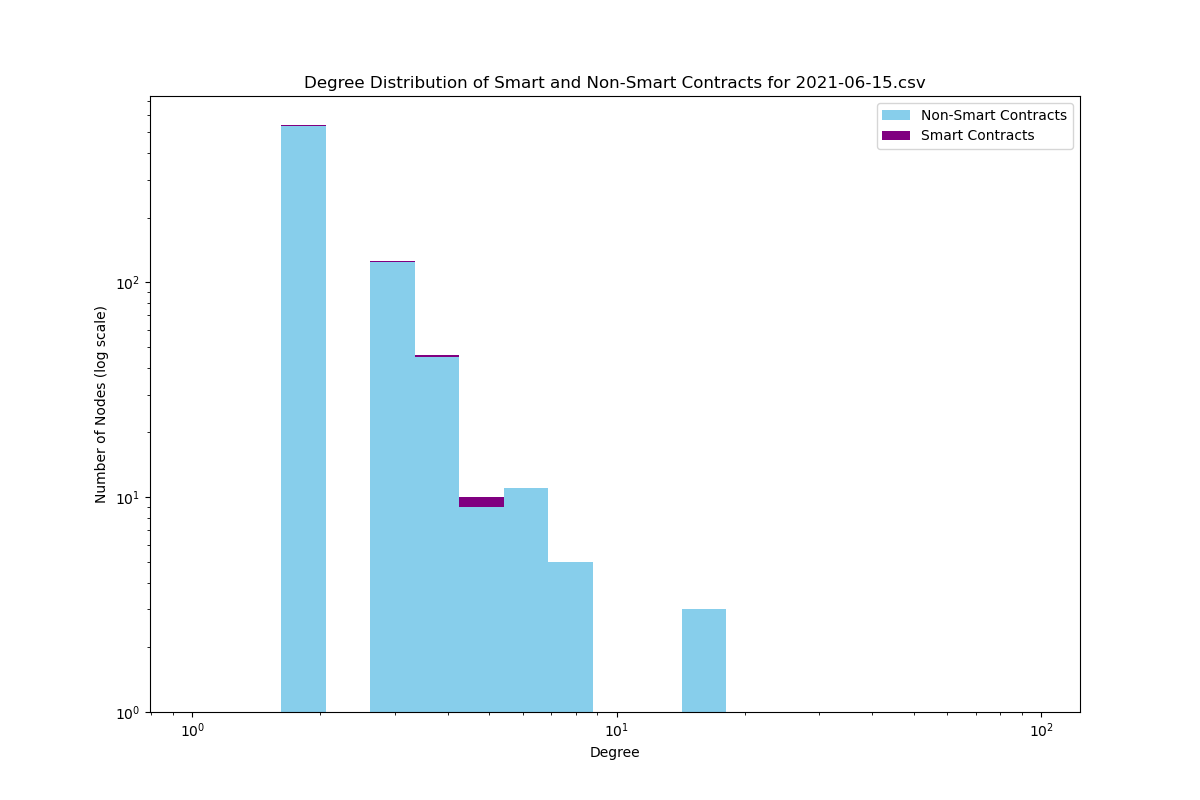 Degree Distribution of Smart and Non-Smart Contracts for 2021-06-15.csv
Non-Smart Contracts
Smart Contracts
Number of Nodes (log scale)
10²
10¹
10⁰
10⁰ 10¹ 10²
Degree